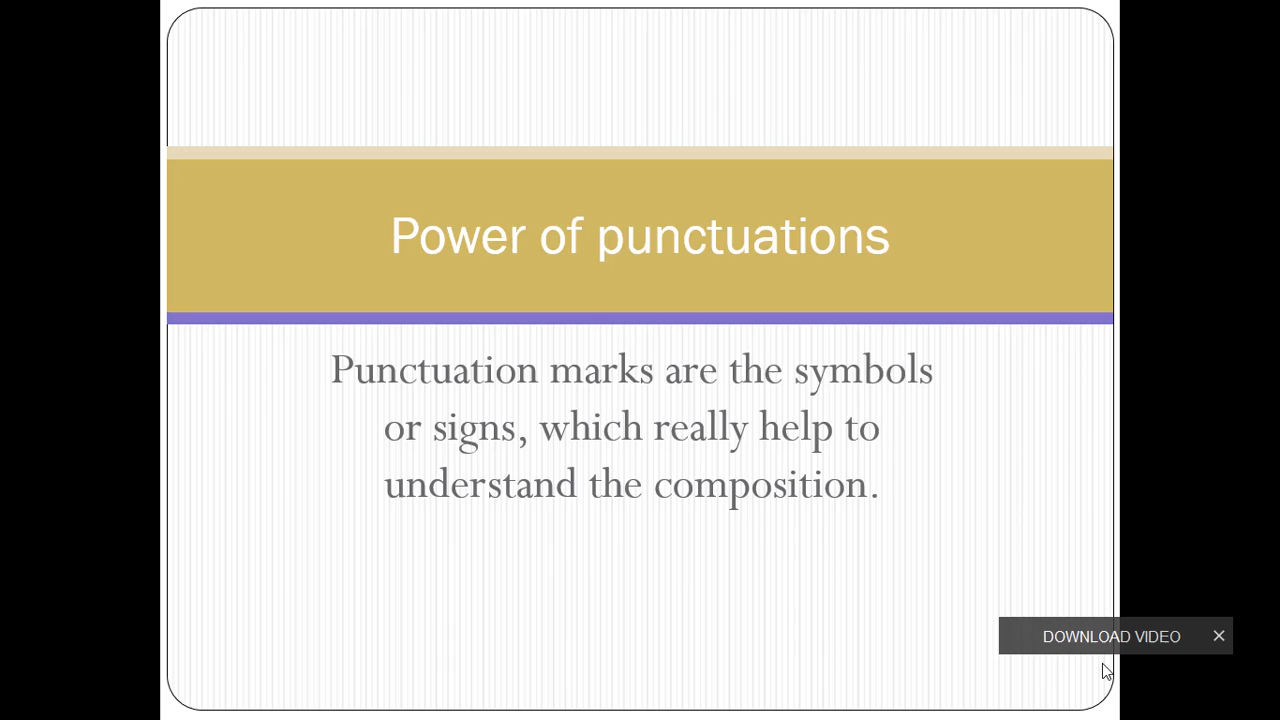 Power of punctuations
Punctuation marks are the symbols
or signs, which really help to
understand the composition.
DOWNLOAD VIDEO ✕